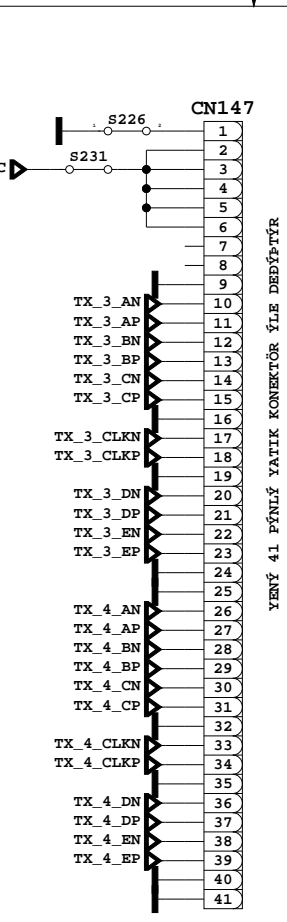 CN147
1 S226 2 1
2
C S231 3
4
5
6
7
8
9
TX_3_AN 10
TX_3_AP 11
TX_3_BN 12
TX_3_BP 13
TX_3_CN 14
TX_3_CP 15
16
TX_3_CLKN 17
TX_3_CLKP 18
19
TX_3_DN 20
TX_3_DP 21
TX_3_EN 22
TX_3_EP 23
24
25
TX_4_AN 26
TX_4_AP 27
TX_4_BN 28
TX_4_BP 29
TX_4_CN 30
TX_4_CP 31
32
TX_4_CLKN 33
TX_4_CLKP 34
35
TX_4_DN 36
TX_4_DP 37
TX_4_EN 38
TX_4_EP 39
40
41
YENÝ 41 PÝNLÝ YATIK KONEKTÖR ÝLE DEÐÝÞTÝR